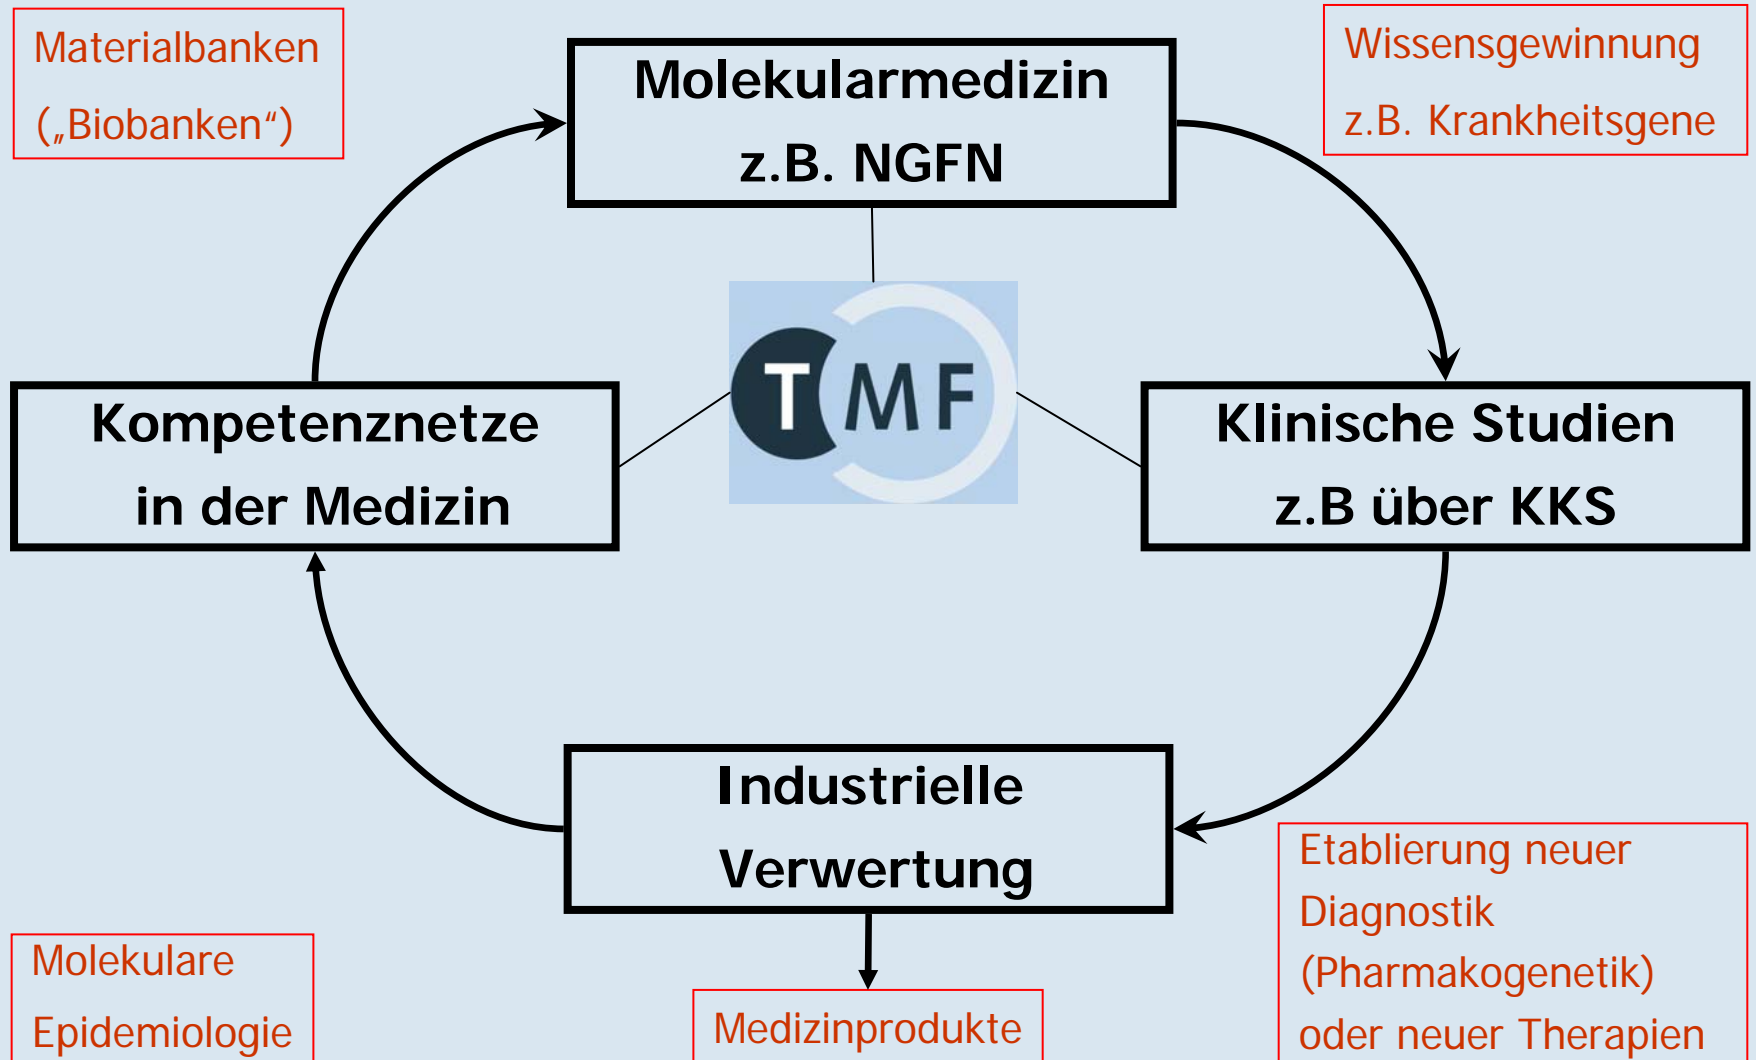 Materialbanken
(„Biobanken“)
Molekularmedizin
z.B. NGFN
Wissensgewinnung
z.B. Krankheitsgene
TMF
Kompetenznetze
in der Medizin
Klinische Studien
z.B über KKS
Industrielle
Verwertung
Molekulare
Epidemiologie
Medizinprodukte
Etablierung neuer
Diagnostik
(Pharmakogenetik)
oder neuer Therapien